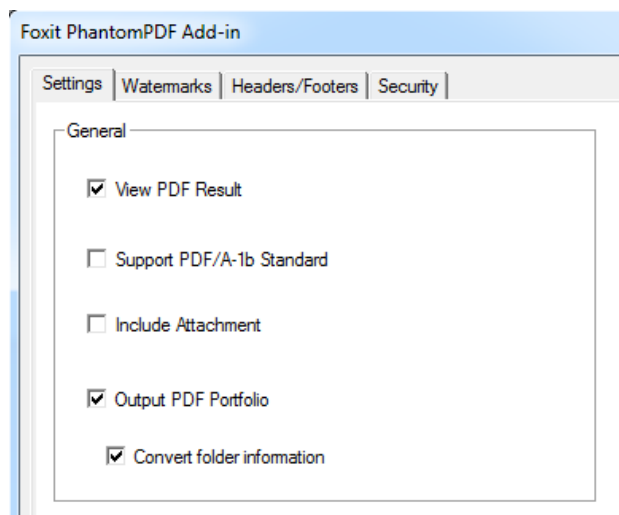 Foxit PhantomPDF Add-in
Settings Watermarks Headers/Footers Security
General
View PDF Result
Support PDF/A-1b Standard
Include Attachment
Output PDF Portfolio
Convert folder information